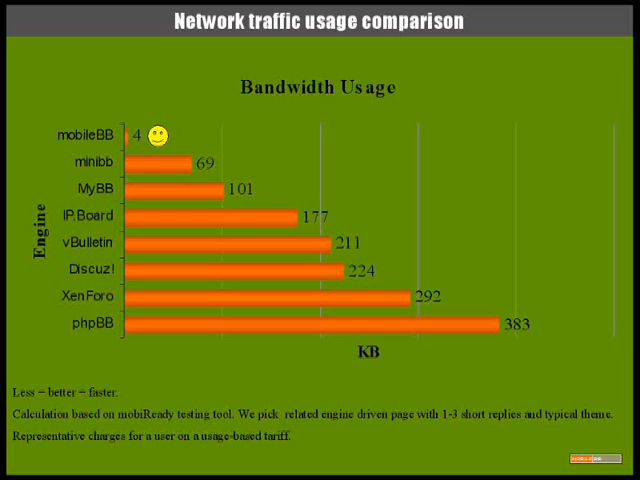 Network traffic usage comparison
Bandwidth Usage
mobileBB 4
minibb 69
MyBB 101
IP.Board 177
vBulletin 211
Discuz! 224
XenForo 292
phpBB 383
Engine
KB
Less = better = faster.
Calculation based on mobiReady testing tool. We pick related engine driven page with 1-3 short replies and typical theme.
Representative charges for a user on a usage-based tariff.